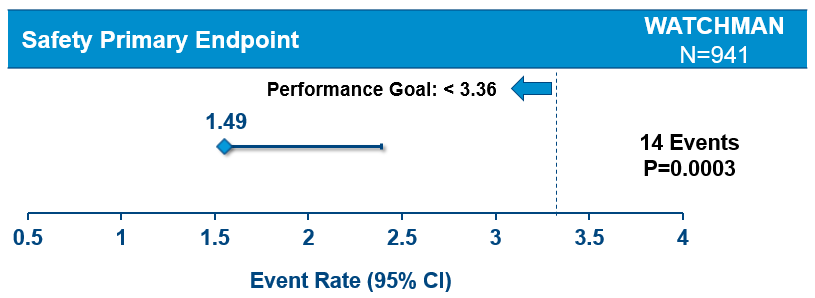 Safety Primary Endpoint
WATCHMAN
N=941
Performance Goal: < 3.36
1.49
14 Events
P=0.0003
0.5 1 1.5 2 2.5 3 3.5 4
Event Rate (95% CI)